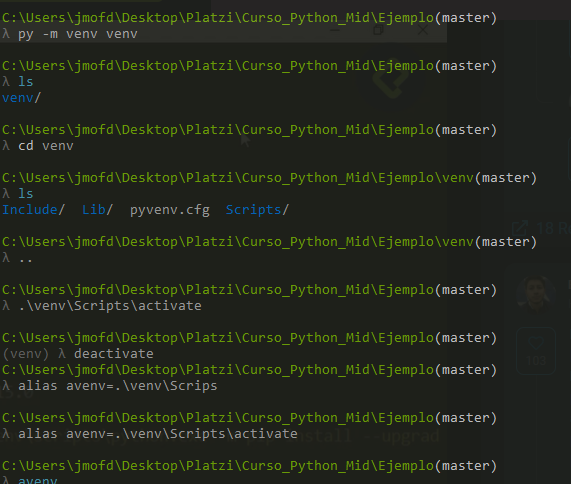 C:\Users\jmofd\Desktop\Platzi\Curso_Python_Mid\Ejemplo(master)
λ py -m venv venv
C:\Users\jmofd\Desktop\Platzi\Curso_Python_Mid\Ejemplo(master)
λ ls
venv/
C:\Users\jmofd\Desktop\Platzi\Curso_Python_Mid\Ejemplo(master)
λ cd venv
C:\Users\jmofd\Desktop\Platzi\Curso_Python_Mid\Ejemplo\venv(master)
λ ls
Include/  Lib/  pyvenv.cfg  Scripts/
C:\Users\jmofd\Desktop\Platzi\Curso_Python_Mid\Ejemplo\venv(master)
λ ..
C:\Users\jmofd\Desktop\Platzi\Curso_Python_Mid\Ejemplo(master)
λ .\venv\Scripts\activate
C:\Users\jmofd\Desktop\Platzi\Curso_Python_Mid\Ejemplo(master)
(venv) λ deactivate
C:\Users\jmofd\Desktop\Platzi\Curso_Python_Mid\Ejemplo(master)
λ alias avenv=.\venv\Scrips
C:\Users\jmofd\Desktop\Platzi\Curso_Python_Mid\Ejemplo(master)
λ alias avenv=.\venv\Scripts\activate
C:\Users\jmofd\Desktop\Platzi\Curso_Python_Mid\Ejemplo(master)
λ avenv